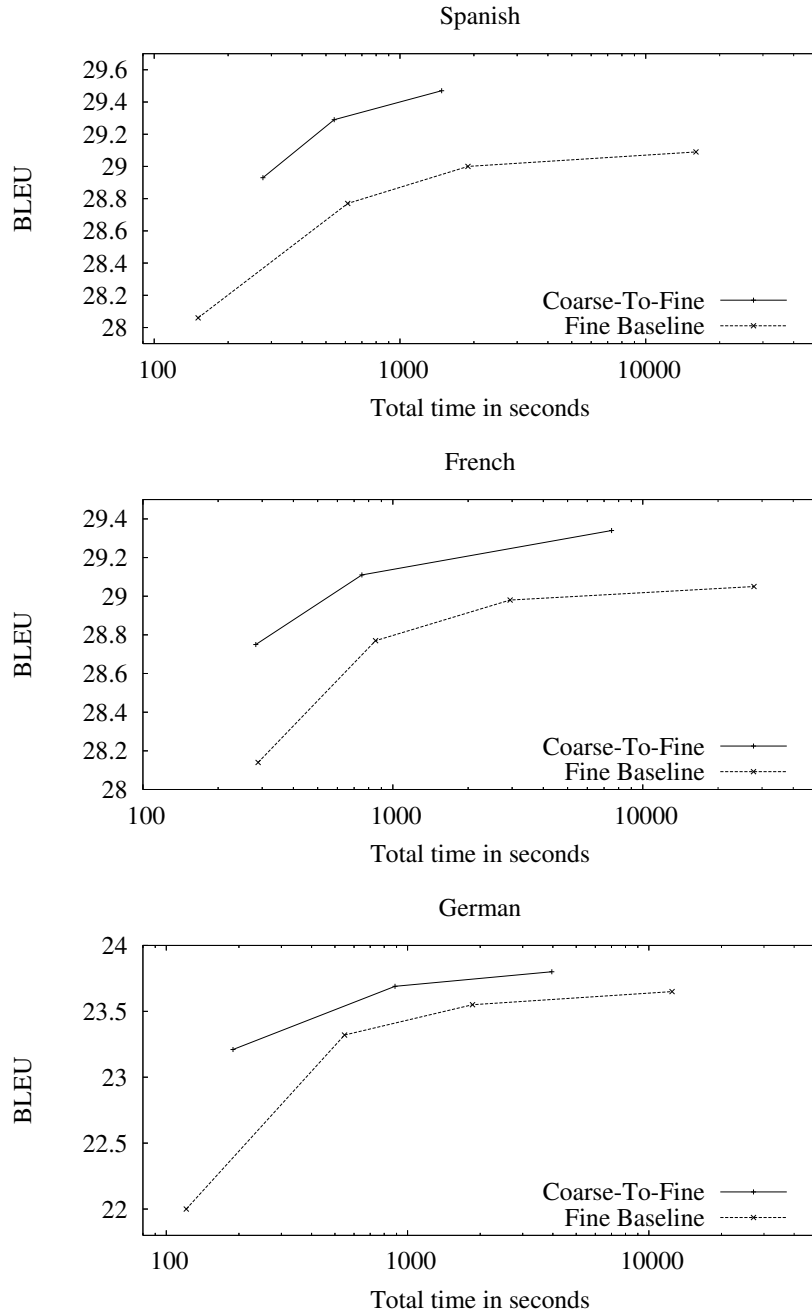 Spanish
29.6
29.4
29.2
29
28.8
28.6
28.4
28.2
28
BLEU
Coarse-To-Fine
Fine Baseline
100 1000 10000
Total time in seconds
French
29.4
29.2
29
28.8
28.6
28.4
28.2
28
BLEU
Coarse-To-Fine
Fine Baseline
100 1000 10000
Total time in seconds
German
24
23.5
23
22.5
22
BLEU
Coarse-To-Fine
Fine Baseline
100 1000 10000
Total time in seconds